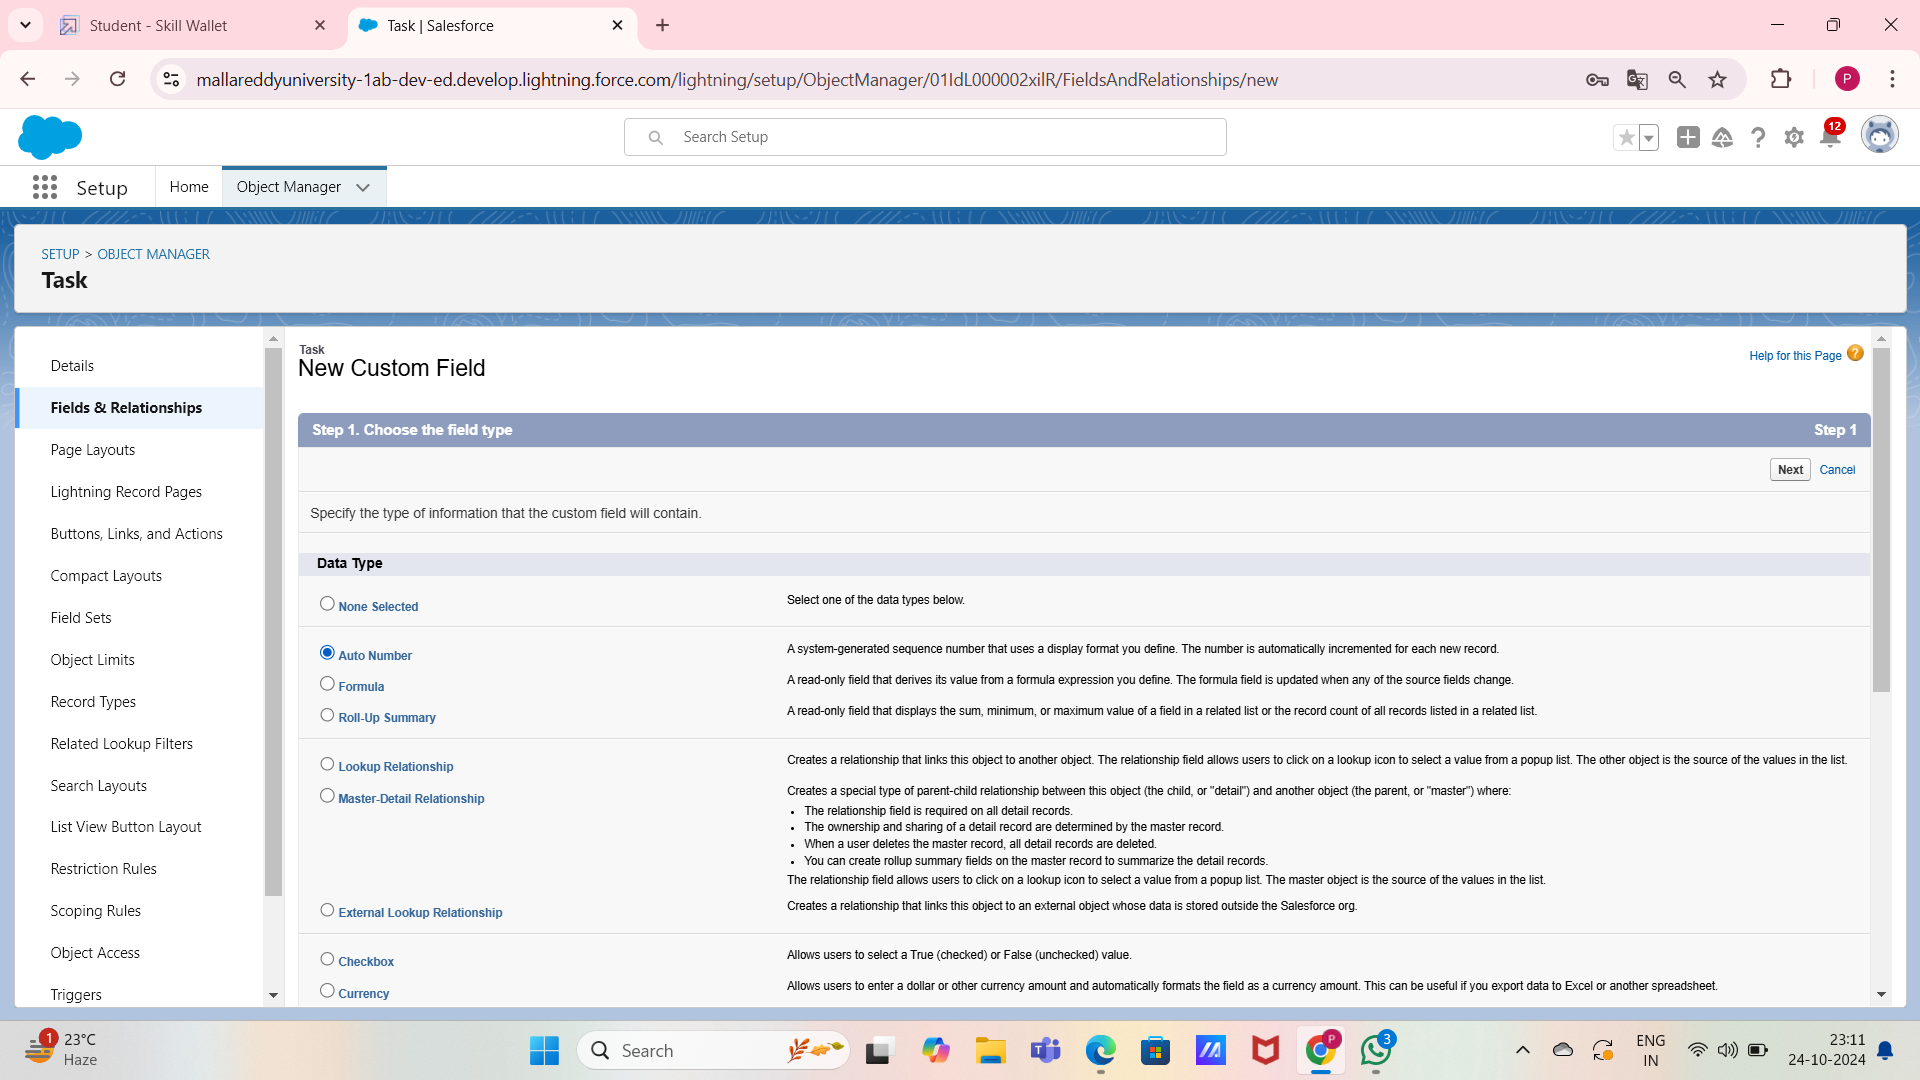 Student - Skill Wallet
Task | Salesforce
mallareddyuniversity-1ab-dev-ed.develop.lightning.force.com/lightning/setup/ObjectManager/01IdL000002xilR/FieldsAndRelationships/new
P
Search Setup
12
Setup
Home
Object Manager
SETUP > OBJECT MANAGER
Task
Details
Fields & Relationships
Page Layouts
Lightning Record Pages
Buttons, Links, and Actions
Compact Layouts
Field Sets
Object Limits
Record Types
Related Lookup Filters
Search Layouts
List View Button Layout
Restriction Rules
Scoping Rules
Object Access
Triggers
Task
New Custom Field
Help for this Page ?
Step 1. Choose the field type
Step 1
Next
Cancel
Specify the type of information that the custom field will contain.
Data Type
None Selected
Select one of the data types below.
Auto Number
A system-generated sequence number that uses a display format you define. The number is automatically incremented for each new record.
Formula
A read-only field that derives its value from a formula expression you define. The formula field is updated when any of the source fields change.
Roll-Up Summary
A read-only field that displays the sum, minimum, or maximum value of a field in a related list or the record count of all records listed in a related list.
Lookup Relationship
Creates a relationship that links this object to another object. The relationship field allows users to click on a lookup icon to select a value from a popup list. The other object is the source of the values in the list.
Master-Detail Relationship
Creates a special type of parent-child relationship between this object (the child, or "detail") and another object (the parent, or "master") where:
• The relationship field is required on all detail records.
• The ownership and sharing of a detail record are determined by the master record.
• When a user deletes the master record, all detail records are deleted.
• You can create rollup summary fields on the master record to summarize the detail records.
The relationship field allows users to click on a lookup icon to select a value from a popup list. The master object is the source of the values in the list.
External Lookup Relationship
Creates a relationship that links this object to an external object whose data is stored outside the Salesforce org.
Checkbox
Allows users to select a True (checked) or False (unchecked) value.
Currency
Allows users to enter a dollar or other currency amount and automatically formats the field as a currency amount. This can be useful if you export data to Excel or another spreadsheet.
1
23°C
Haze
Search
P
3
ENG
IN
23:11
24-10-2024